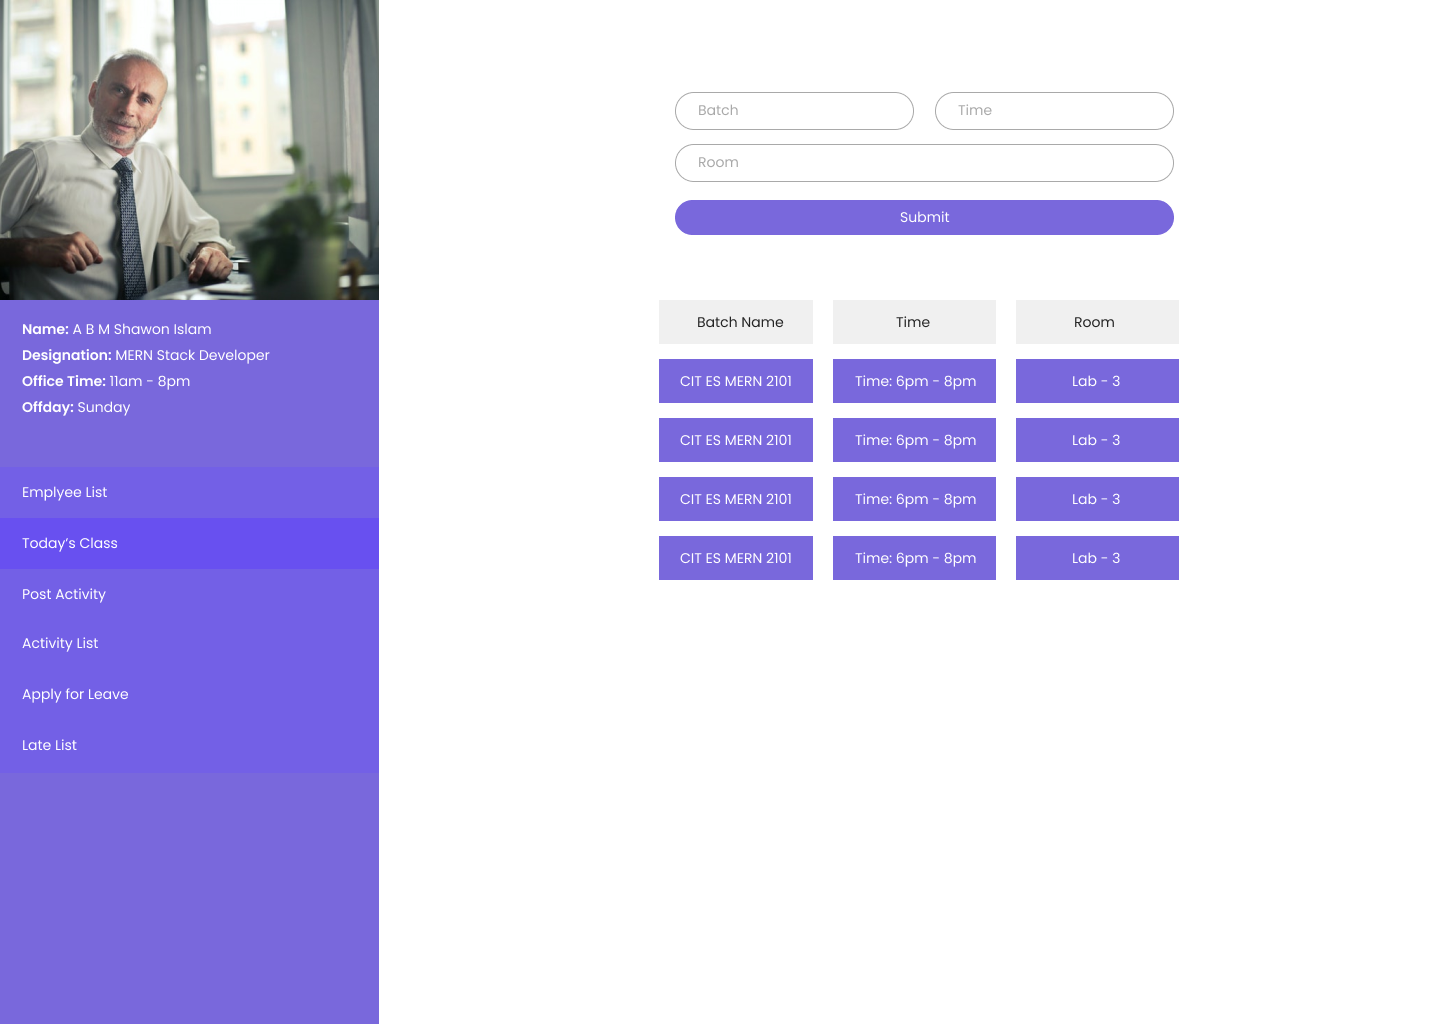 Name: A B M Shawon Islam
Designation: MERN Stack Developer
Office Time: 11am - 8pm
Offday: Sunday
Emplyee List
Today’s Class
Post Activity
Activity List
Apply for Leave
Late List
Batch Time
Room
Submit
Batch Name Time Room
CIT ES MERN 2101 Time: 6pm - 8pm Lab - 3
CIT ES MERN 2101 Time: 6pm - 8pm Lab - 3
CIT ES MERN 2101 Time: 6pm - 8pm Lab - 3
CIT ES MERN 2101 Time: 6pm - 8pm Lab - 3